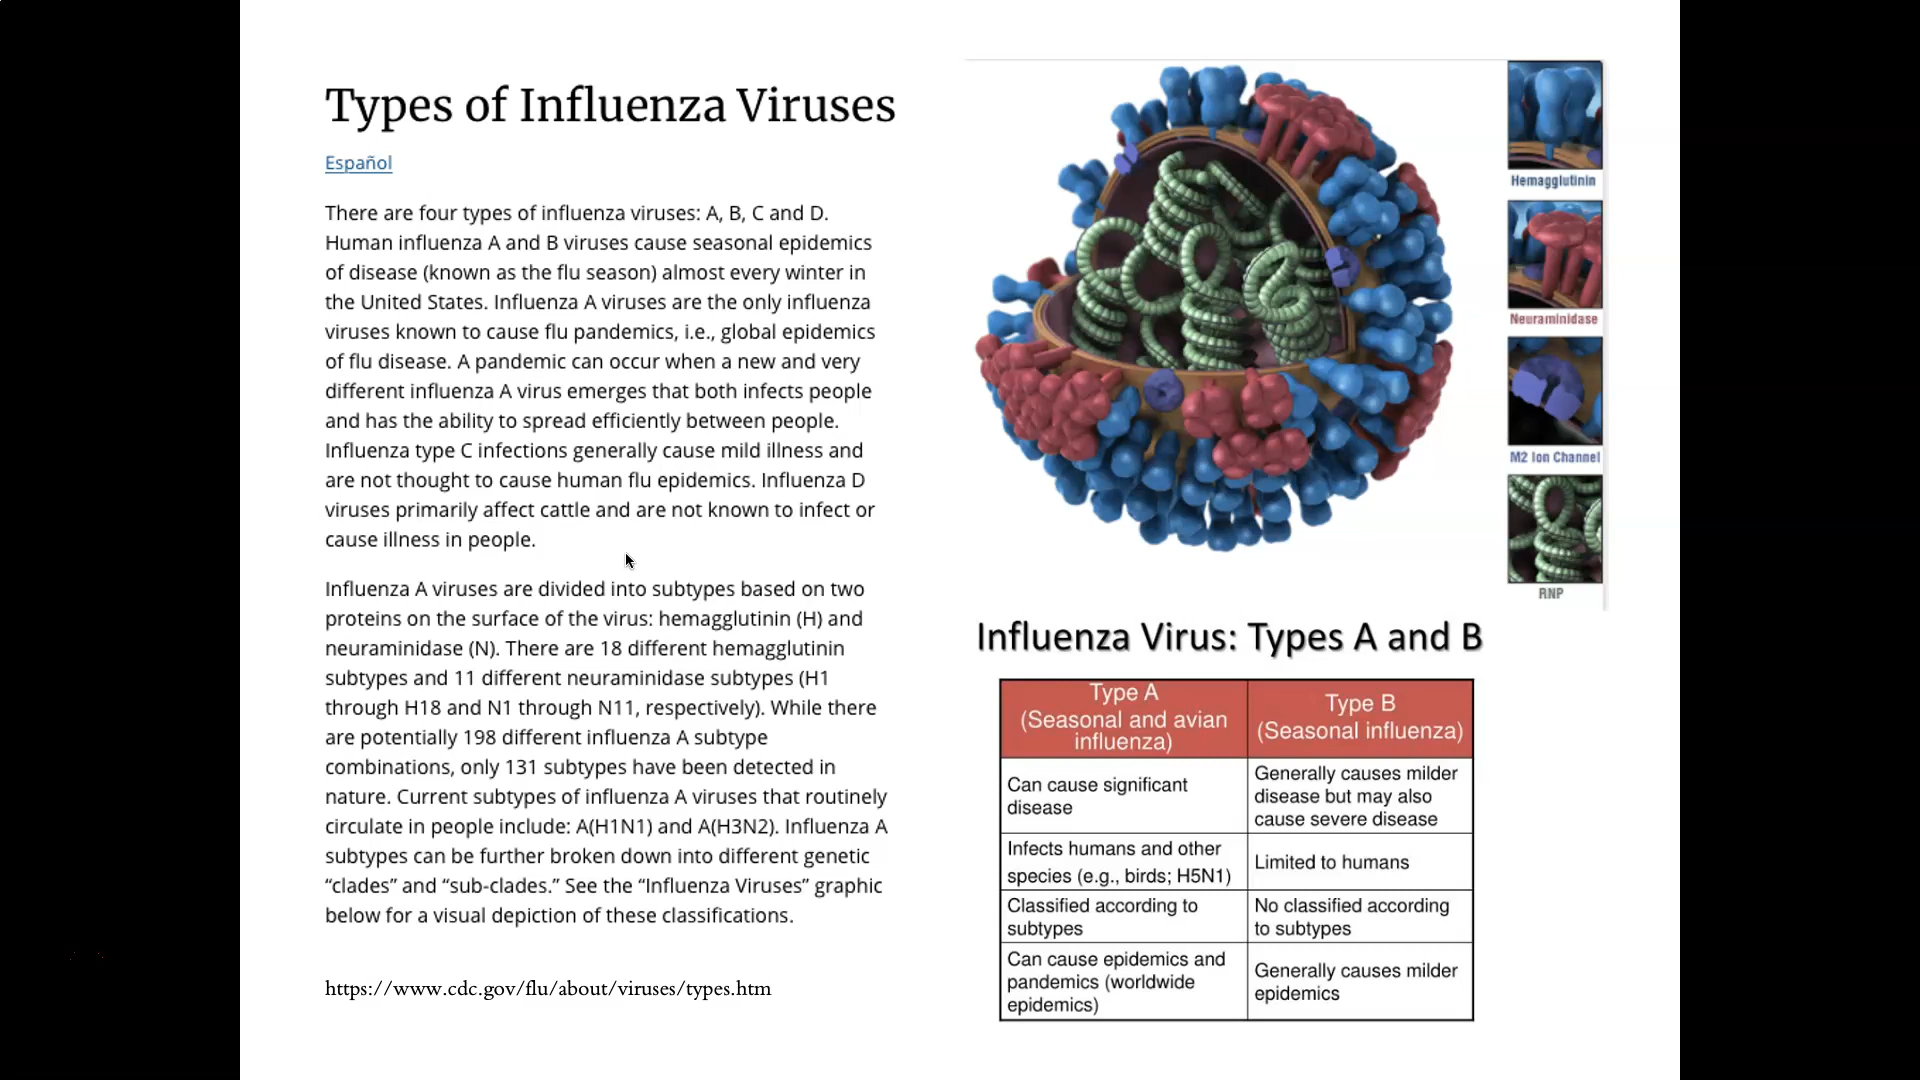 Types of Influenza Viruses
Español
There are four types of influenza viruses: A, B, C and D.
Human influenza A and B viruses cause seasonal epidemics
of disease (known as the flu season) almost every winter in
the United States. Influenza A viruses are the only influenza
viruses known to cause flu pandemics, i.e., global epidemics
of flu disease. A pandemic can occur when a new and very
different influenza A virus emerges that both infects people
and has the ability to spread efficiently between people.
Influenza type C infections generally cause mild illness and
are not thought to cause human flu epidemics. Influenza D
viruses primarily affect cattle and are not known to infect or
cause illness in people.
Influenza A viruses are divided into subtypes based on two
proteins on the surface of the virus: hemagglutinin (H) and
neuraminidase (N). There are 18 different hemagglutinin
subtypes and 11 different neuraminidase subtypes (H1
through H18 and N1 through N11, respectively). While there
are potentially 198 different influenza A subtype
combinations, only 131 subtypes have been detected in
nature. Current subtypes of influenza A viruses that routinely
circulate in people include: A(H1N1) and A(H3N2). Influenza A
subtypes can be further broken down into different genetic
“clades” and “sub-clades.” See the “Influenza Viruses” graphic
below for a visual depiction of these classifications.
https://www.cdc.gov/flu/about/viruses/types.htm
Hemagglutinin
Neuraminidase
M2 Ion Channel
RNP
Influenza Virus: Types A and B
Type A
(Seasonal and avian
influenza)
Type B
(Seasonal influenza)
Can cause significant
disease
Generally causes milder
disease but may also
cause severe disease
Infects humans and other
species (e.g., birds; H5N1)
Limited to humans
Classified according to
subtypes
No classified according
to subtypes
Can cause epidemics and
pandemics (worldwide
epidemics)
Generally causes milder
epidemics